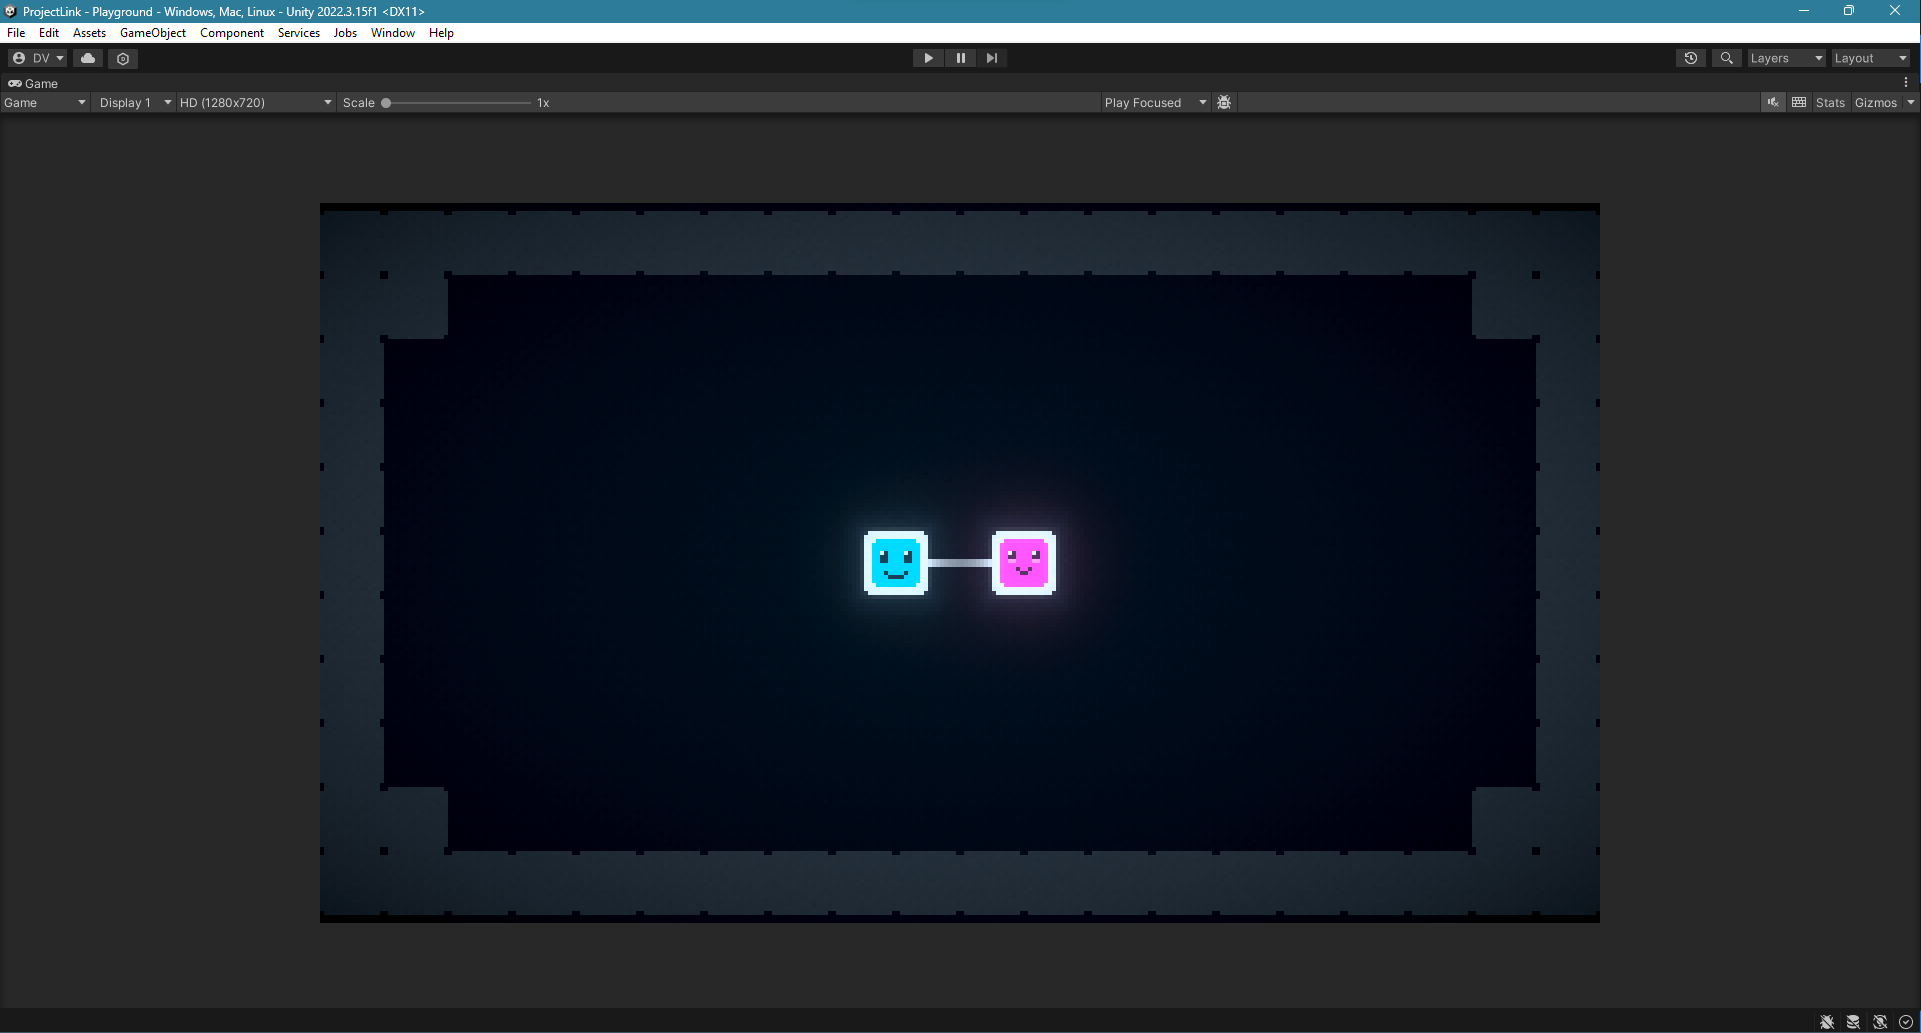 ProjectLink - Playground - Windows, Mac, Linux - Unity 2022.3.15f1 <DX11>
File Edit Assets GameObject Component Services Jobs Window Help
DV Layers Layout
Game
Game Display 1 HD (1280x720) Scale 1x Play Focused Stats Gizmos